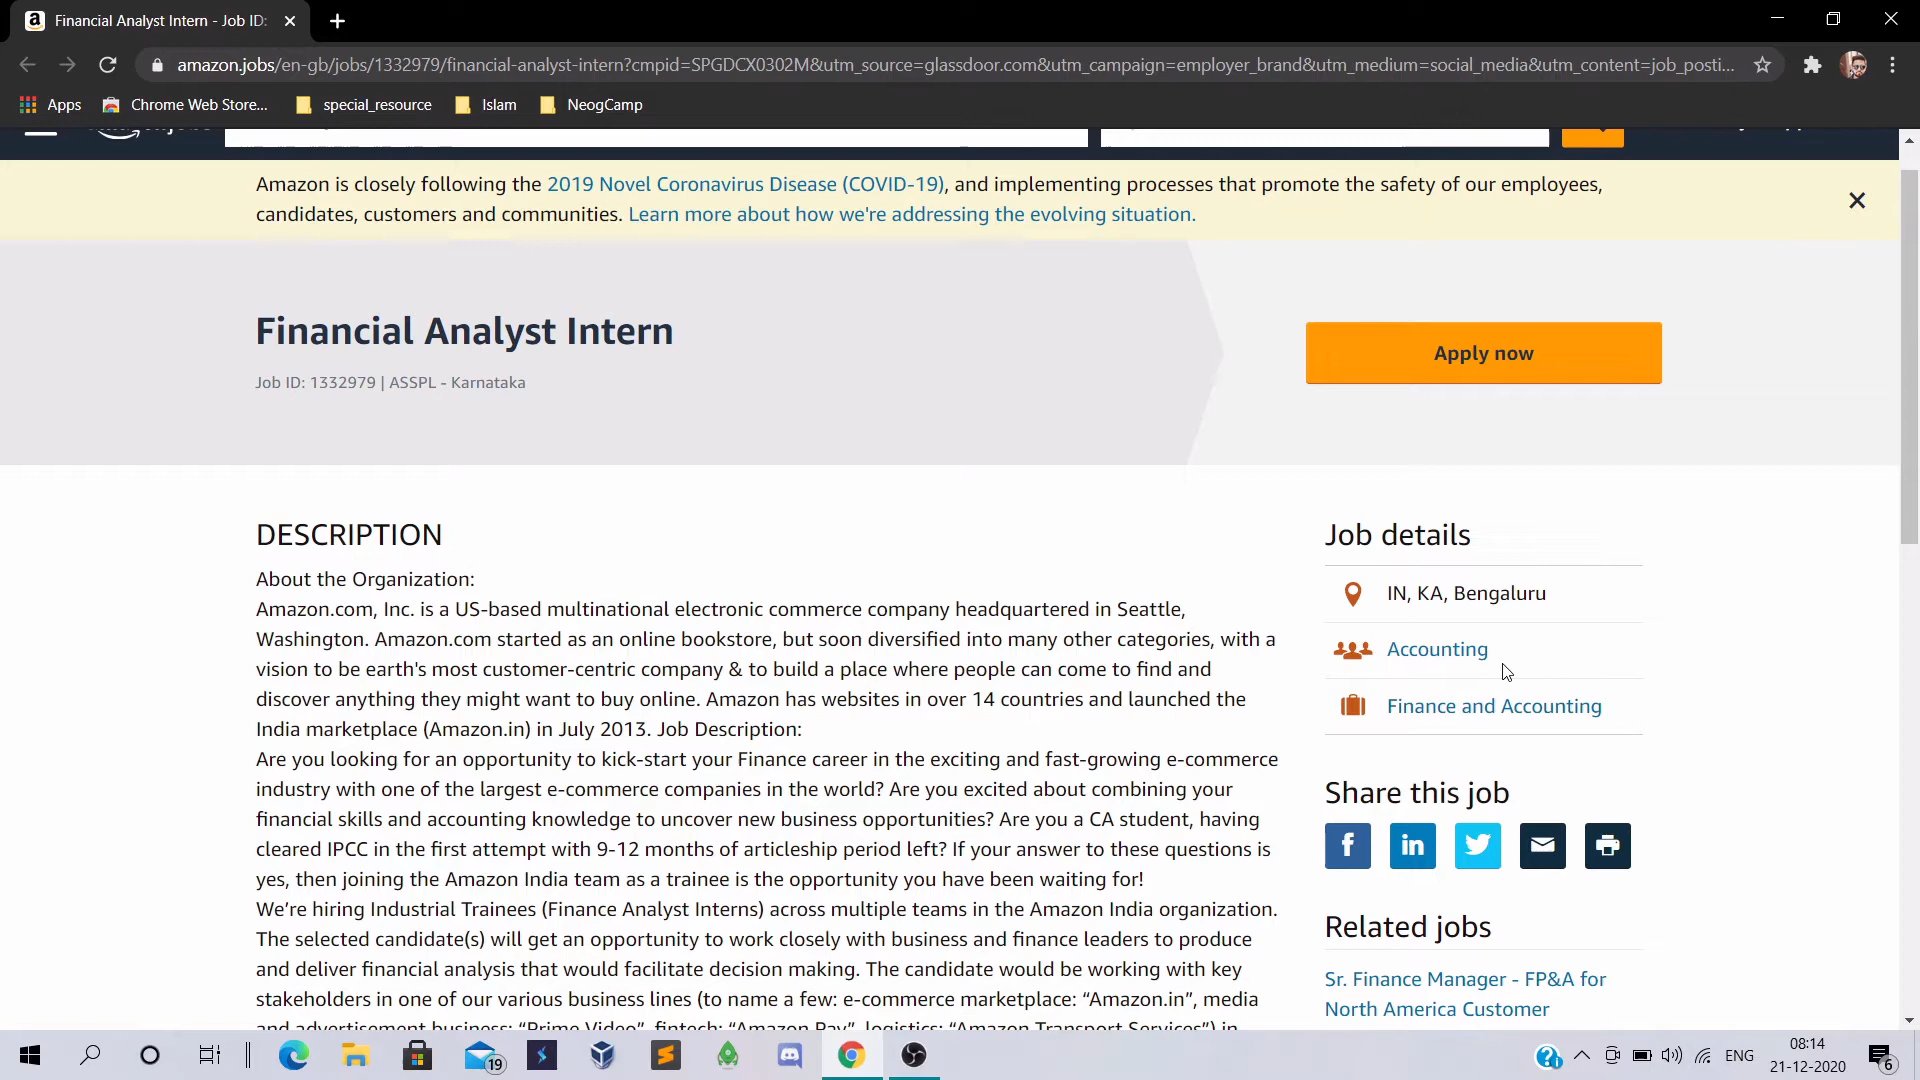 Financial Analyst Intern - Job ID:
amazon.jobs/en-gb/jobs/1332979/financial-analyst-intern?cmpid=SPGDCX0302M&utm_source=glassdoor.com&utm_campaign=employer_brand&utm_medium=social_media&utm_content=job_posti...
Apps Chrome Web Store... special_resource Islam NeogCamp
Amazon is closely following the 2019 Novel Coronavirus Disease (COVID-19), and implementing processes that promote the safety of our employees,
candidates, customers and communities. Learn more about how we're addressing the evolving situation.
Financial Analyst Intern
Job ID: 1332979 | ASSPL - Karnataka
Apply now
DESCRIPTION
About the Organization:
Amazon.com, Inc. is a US-based multinational electronic commerce company headquartered in Seattle,
Washington. Amazon.com started as an online bookstore, but soon diversified into many other categories, with a
vision to be earth's most customer-centric company & to build a place where people can come to find and
discover anything they might want to buy online. Amazon has websites in over 14 countries and launched the
India marketplace (Amazon.in) in July 2013. Job Description:
Are you looking for an opportunity to kick-start your Finance career in the exciting and fast-growing e-commerce
industry with one of the largest e-commerce companies in the world? Are you excited about combining your
financial skills and accounting knowledge to uncover new business opportunities? Are you a CA student, having
cleared IPCC in the first attempt with 9-12 months of articleship period left? If your answer to these questions is
yes, then joining the Amazon India team as a trainee is the opportunity you have been waiting for!
We’re hiring Industrial Trainees (Finance Analyst Interns) across multiple teams in the Amazon India organization.
The selected candidate(s) will get an opportunity to work closely with business and finance leaders to produce
and deliver financial analysis that would facilitate decision making. The candidate would be working with key
stakeholders in one of our various business lines (to name a few: e-commerce marketplace: “Amazon.in”, media
and advertisement business: “Prime Video”, fintech: “Amazon Pay”, logistics: “Amazon Transport Services”) in
Job details
IN, KA, Bengaluru
Accounting
Finance and Accounting
Share this job
Related jobs
Sr. Finance Manager - FP&A for
North America Customer
19
ENG
08:14
21-12-2020
6